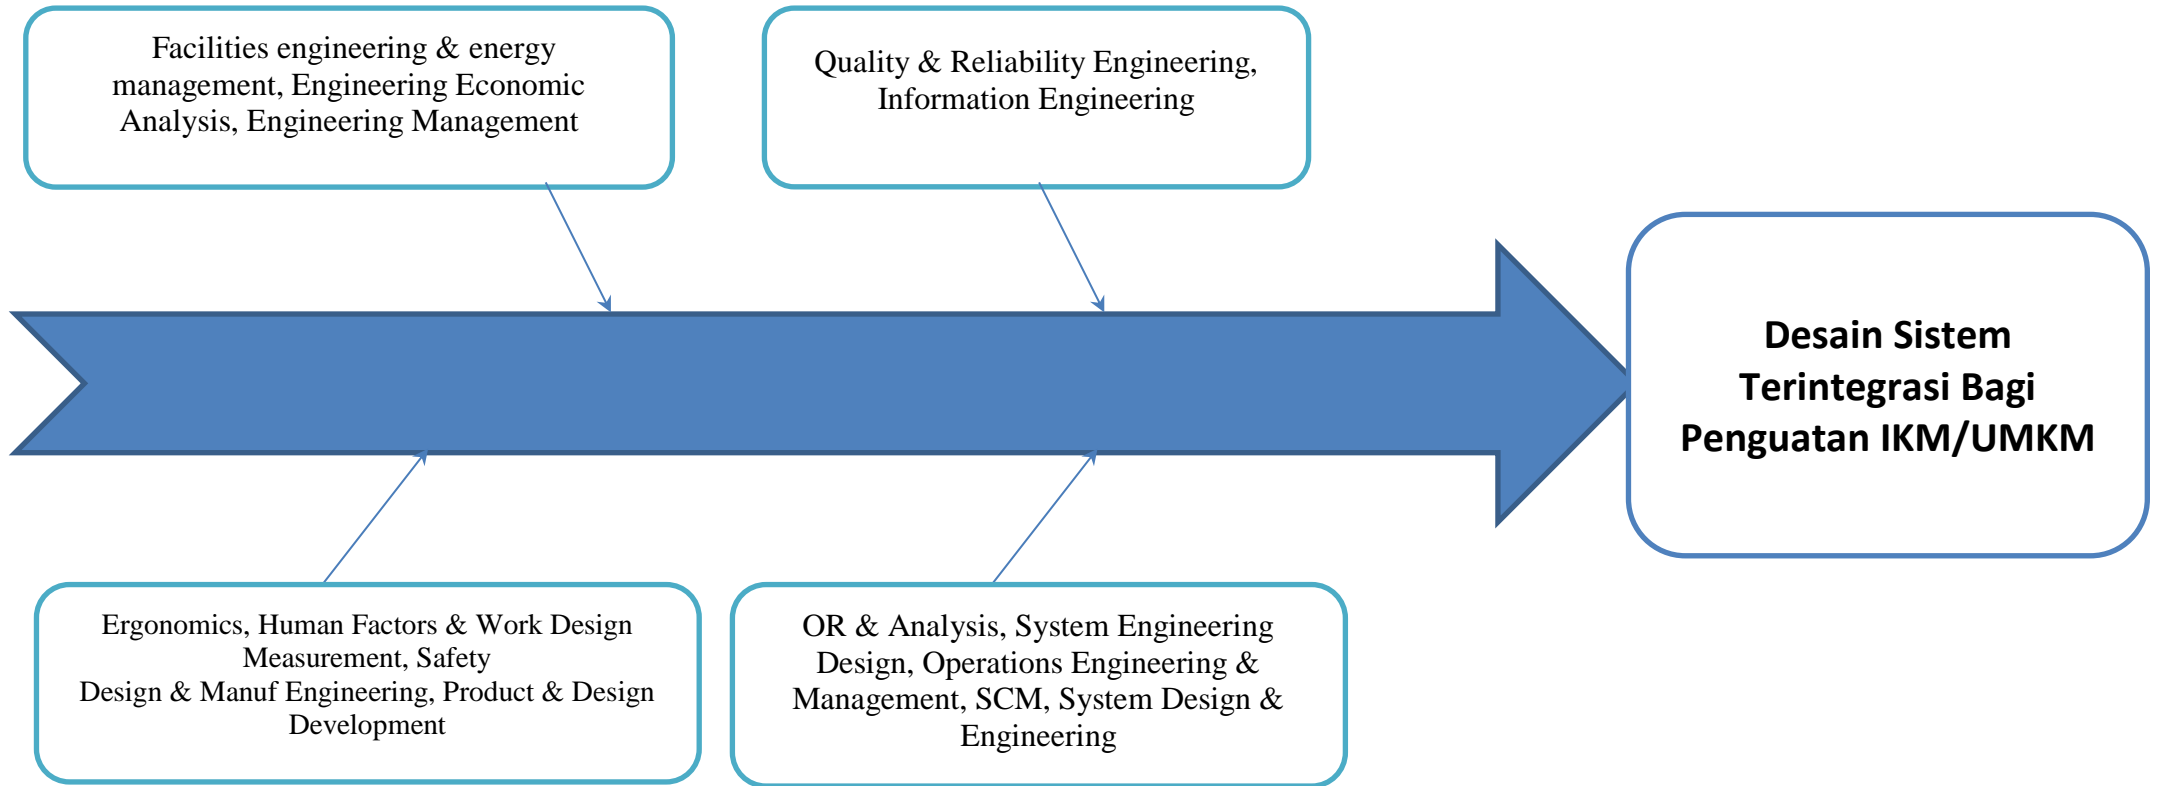 Facilities engineering & energy
management, Engineering Economic
Analysis, Engineering Management
Quality & Reliability Engineering,
Information Engineering
Desain Sistem
Terintegrasi Bagi
Penguatan IKM/UMKM
Ergonomics, Human Factors & Work Design
Measurement, Safety
Design & Manuf Engineering, Product & Design
Development
OR & Analysis, System Engineering
Design, Operations Engineering &
Management, SCM, System Design &
Engineering